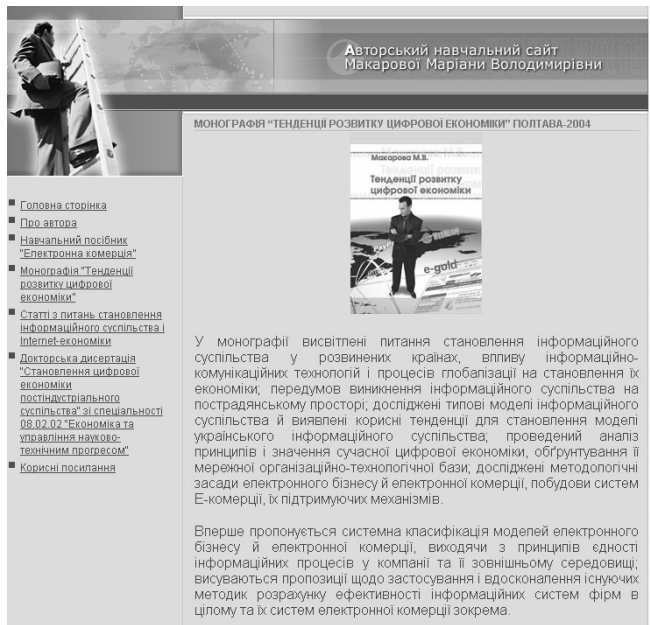 Авторський навчальний сайт
Макарової Маріани Володимирівни
МОНОГРАФІЯ “ТЕНДЕНЦІЇ РОЗВИТКУ ЦИФРОВОЇ ЕКОНОМІКИ” ПОЛТАВА-2004
Макарова М.В.
Тенденції розвитку
цифрової економіки
e-gold
Головна сторінка
Про автора
Навчальний посібник
"Електронна комерція"
Монографія "Тенденції
розвитку цифрової
економіки"
Статті з питань становлення
інформаційного суспільства і
Internet-економіки
Докторська дисертація
"Становлення цифрової
економіки
постіндустріального
суспільства" зі спеціальності
08.02.02 "Економіка та
управління науково-
технічним прогресом"
Корисні посилання
У монографії висвітлені питання становлення інформаційного
суспільства у розвинених країнах, впливу інформаційно-
комунікаційних технологій і процесів глобалізації на становлення їх
економіки; передумов виникнення інформаційного суспільства на
пострадянському просторі; досліджені типові моделі інформаційного
суспільства й виявлені корисні тенденції для становлення моделі
українського інформаційного суспільства; проведений аналіз
принципів і значення сучасної цифрової економіки, обґрунтування її
мережної організаційно-технологічної бази; досліджені методологічні
засади електронного бізнесу й електронної комерції, побудови систем
Е-комерції, їх підтримуючих механізмів.
Вперше пропонується системна класифікація моделей електронного
бізнесу й електронної комерції, виходячи з принципів єдності
інформаційних процесів у компанії та її зовнішньому середовищі;
висуваються пропозиції щодо застосування і вдосконалення існуючих
методик розрахунку ефективності інформаційних систем фірм в
цілому та їх систем електронної комерції зокрема.